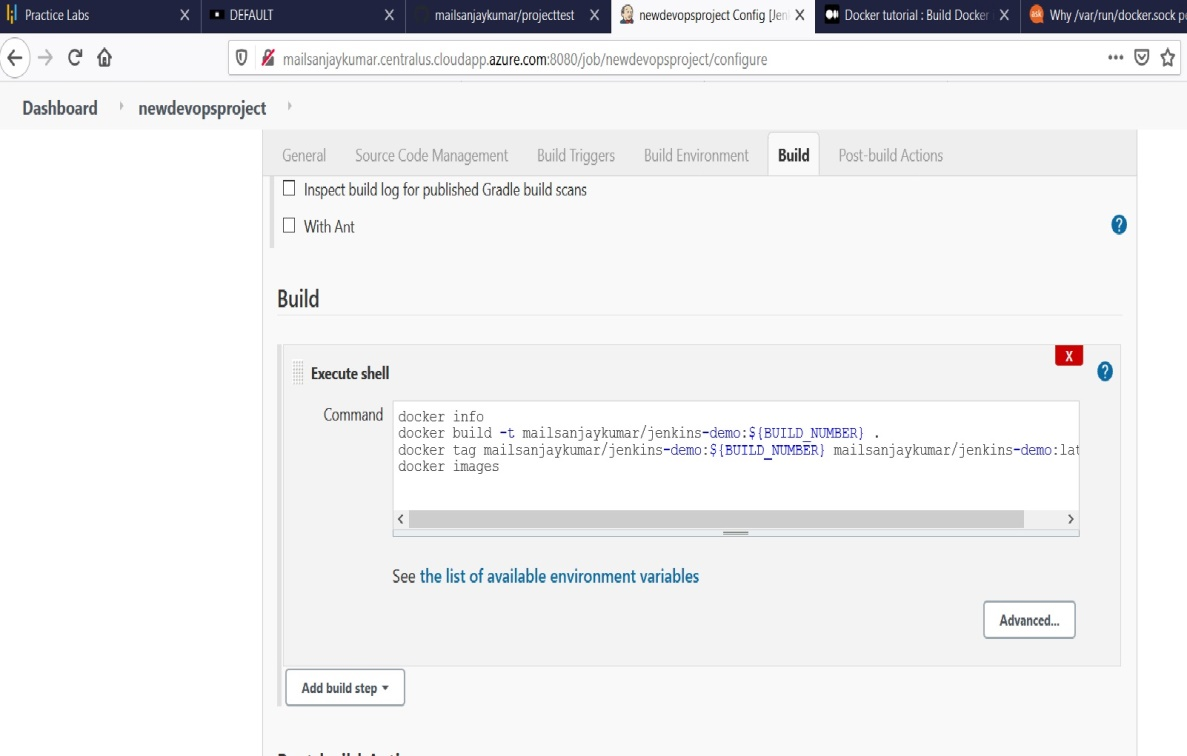 Practice Labs X DEFAULT X mailsanjaykumar/projecttest X newdevopsproject Config [Jen X Docker tutorial : Build Docker X ask Why /var/run/docker.sock pe
mailsanjaykumar.centralus.cloudapp.azure.com:8080/job/newdevopsproject/configure
Dashboard newdevopsproject
General Source Code Management Build Triggers Build Environment Build Post-build Actions
Inspect build log for published Gradle build scans
With Ant ?
Build
X
Execute shell ?
Command
docker info
docker build -t mailsanjaykumar/jenkins-demo:${BUILD_NUMBER} .
docker tag mailsanjaykumar/jenkins-demo:${BUILD_NUMBER} mailsanjaykumar/jenkins-demo:lat
docker images
See the list of available environment variables
Advanced...
Add build step